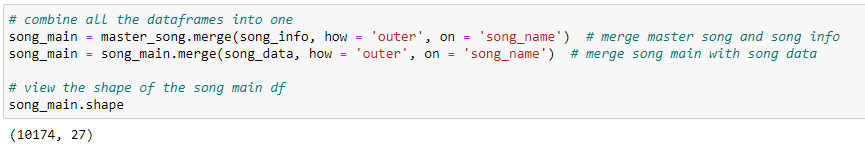 # combine all the dataframes into one
song_main = master_song.merge(song_info, how = 'outer', on = 'song_name')  # merge master song and song info
song_main = song_main.merge(song_data, how = 'outer', on = 'song_name')  # merge song main with song data
# view the shape of the song main df
song_main.shape
(10174, 27)